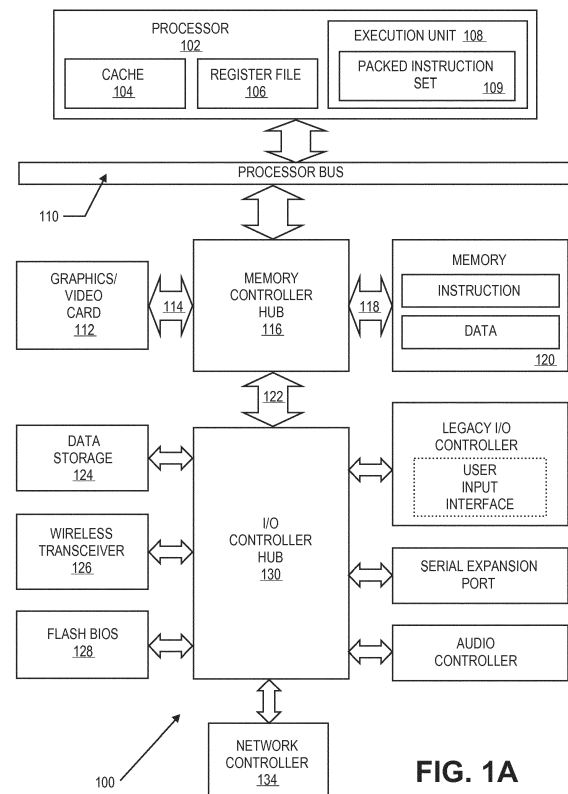 PROCESSOR
102
CACHE
104
REGISTER FILE
106
EXECUTION UNIT 108
PACKED INSTRUCTION
SET
109
PROCESSOR BUS
110
GRAPHICS/
VIDEO
CARD
112
114
MEMORY
CONTROLLER
HUB
116
118
MEMORY
INSTRUCTION
DATA
120
122
DATA
STORAGE
124
WIRELESS
TRANSCEIVER
126
FLASH BIOS
128
I/O
CONTROLLER
HUB
130
LEGACY I/O
CONTROLLER
USER
INPUT
INTERFACE
SERIAL EXPANSION
PORT
AUDIO
CONTROLLER
NETWORK
CONTROLLER
134
100
FIG. 1A